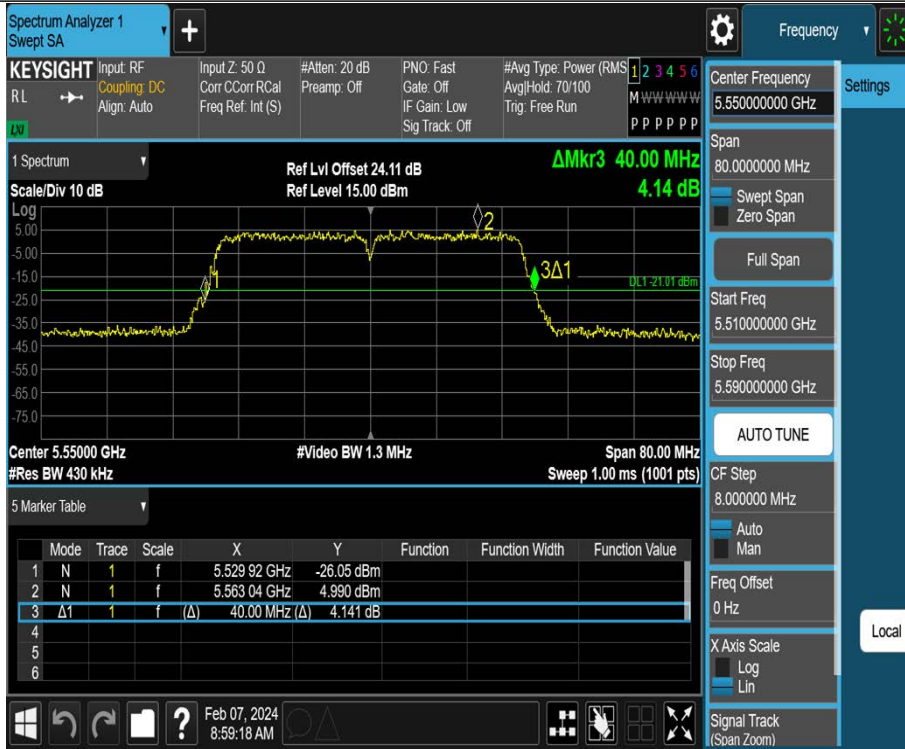 Spectrum Analyzer 1
Swept SA
+
Frequency
KEYSIGHT
Input: RF
Input Z: 50 Ω
#Atten: 20 dB
PNO: Fast
#Avg Type: Power (RMS
1 2 3 4 5 6
RL
Coupling: DC
Corr CCorr RCal
Preamp: Off
Gate: Off
Avg|Hold: 70/100
M W W W W W
Align: Auto
Freq Ref: Int (S)
IF Gain: Low
Trig: Free Run
LXI
Sig Track: Off
P P P P P P
Settings
Center Frequency
5.550000000 GHz
Span
80.0000000 MHz
Swept Span
Zero Span
Full Span
Start Freq
5.510000000 GHz
Stop Freq
5.590000000 GHz
AUTO TUNE
CF Step
8.000000 MHz
Auto
Man
Freq Offset
0 Hz
X Axis Scale
Log
Lin
Signal Track
(Span Zoom)
Local
1 Spectrum
Ref Lvl Offset 24.11 dB
ΔMkr3 40.00 MHz
Scale/Div 10 dB
Ref Level 15.00 dBm
4.14 dB
Log
5.00
-5.00
-15.0
-25.0
-35.0
-45.0
-55.0
-65.0
-75.0
1
2
3Δ1
DL1 -21.01 dBm
Center 5.55000 GHz
#Video BW 1.3 MHz
Span 80.00 MHz
#Res BW 430 kHz
Sweep 1.00 ms (1001 pts)
5 Marker Table
Mode Trace Scale X Y Function Function Width Function Value
1 N 1 f 5.529 92 GHz -26.05 dBm
2 N 1 f 5.563 04 GHz 4.990 dBm
3 Δ1 1 f (Δ) 40.00 MHz (Δ) 4.141 dB
4
5
6
?
Feb 07, 2024
8:59:18 AM